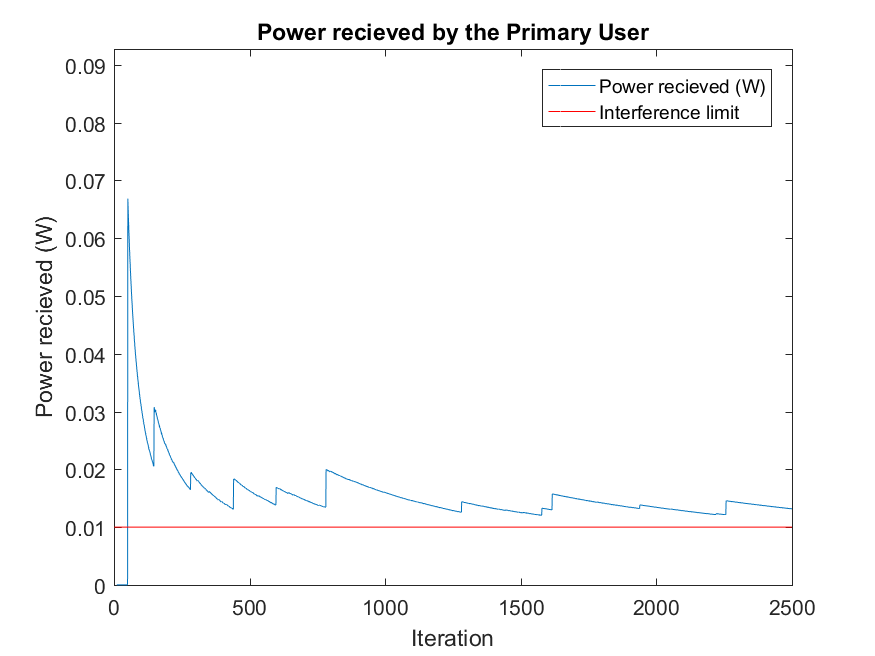 Power recieved by the Primary User
Power recieved (W)
Interference limit
0.09
0.08
0.07
0.06
0.05
0.04
0.03
0.02
0.01
0
Power recieved (W)
0 500 1000 1500 2000 2500
Iteration